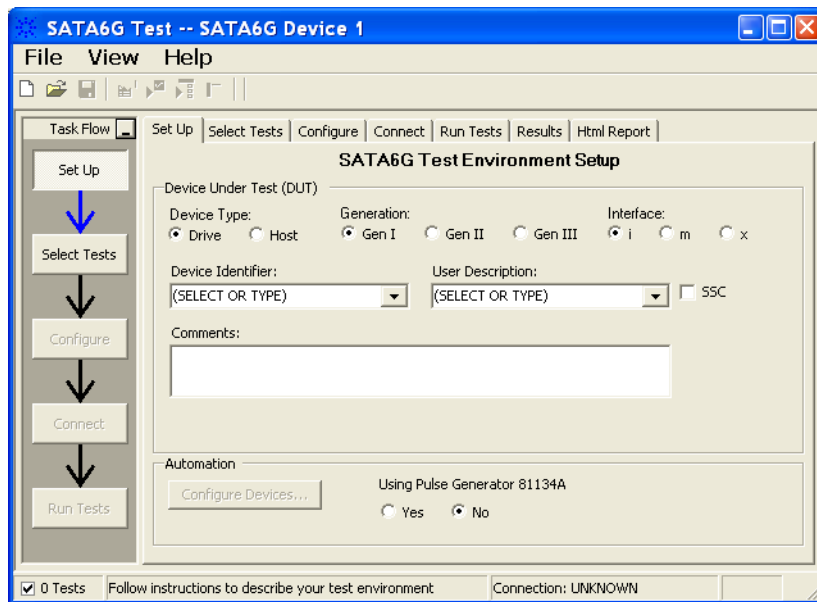 SATA6G Test -- SATA6G Device 1
File View Help
Task Flow
Set Up
Select Tests
Configure
Connect
Run Tests
Set Up Select Tests Configure Connect Run Tests Results Html Report
SATA6G Test Environment Setup
Device Under Test (DUT)
Device Type: Generation: Interface:
Drive Host Gen I Gen II Gen III i m x
Device Identifier: User Description:
(SELECT OR TYPE) (SELECT OR TYPE) SSC
Comments:
Automation
Configure Devices... Using Pulse Generator 81134A
Yes No
0 Tests Follow instructions to describe your test environment Connection: UNKNOWN